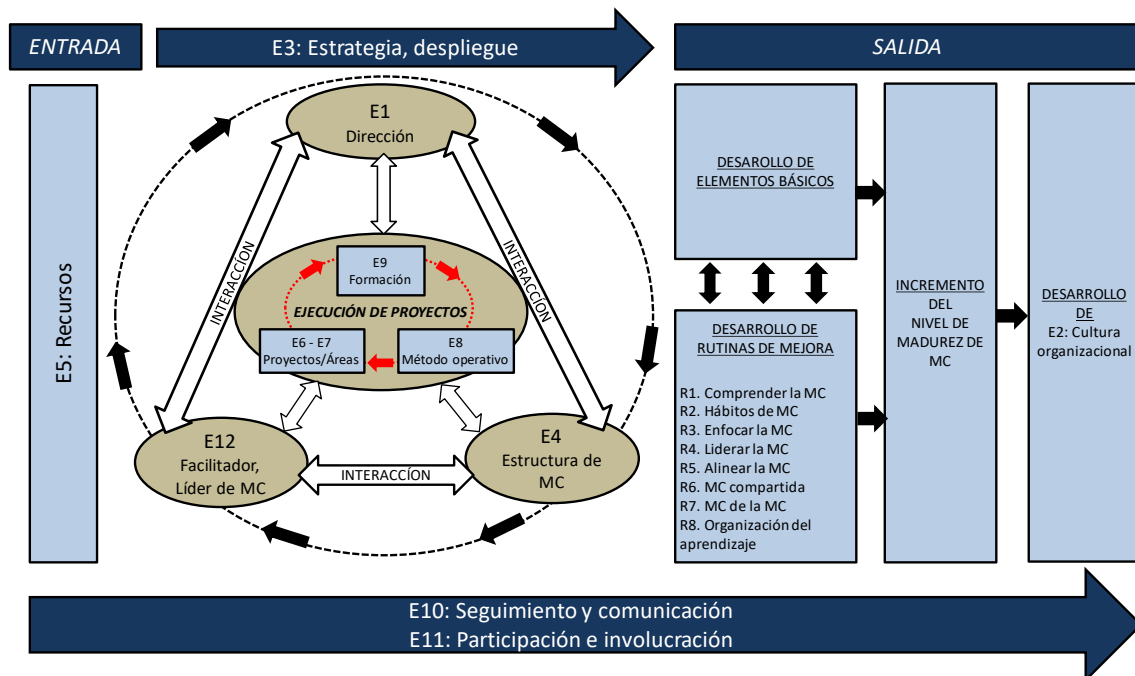 ENTRADA
E3: Estrategia, despliegue
SALIDA
E5: Recursos
E1
Dirección
INTERACCÍON
INTERACCÍON
E9
Formación
EJECUCIÓN DE PROYECTOS
E6 - E7
Proyectos/Áreas
E8
Método operativo
E12
Facilitador,
Líder de MC
INTERACCÍON
E4
Estructura de
MC
DESAROLLO DE
ELEMENTOS BÁSICOS
DESAROLLO DE
RUTINAS DE MEJORA
R1. Comprender la MC
R2. Hábitos de MC
R3. Enfocar la MC
R4. Liderar la MC
R5. Alinear la MC
R6. MC compartida
R7. MC de la MC
R8. Organización del
aprendizaje
INCREMENTO
DEL
NIVEL DE
MADUREZ DE
MC
DESARROLLO
DE
E2: Cultura
organizacional
E10: Seguimiento y comunicación
E11: Participación e involucración